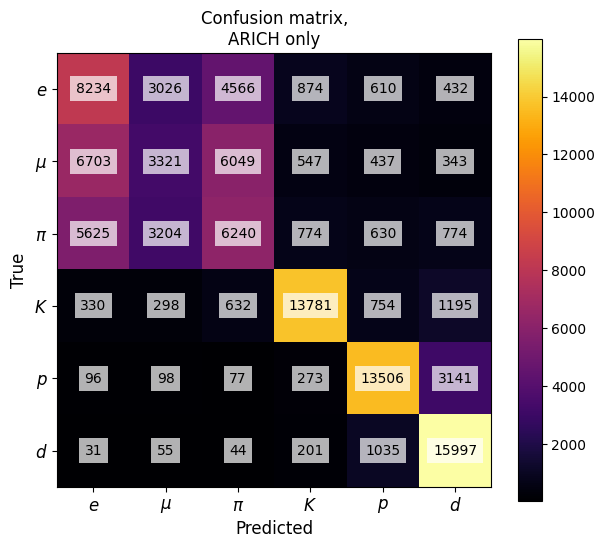 Confusion matrix,
ARICH only
e 8234 3026 4566 874 610 432
μ 6703 3321 6049 547 437 343
π 5625 3204 6240 774 630 774
K 330 298 632 13781 754 1195
p 96 98 77 273 13506 3141
d 31 55 44 201 1035 15997
e μ π K p d
Predicted
True
14000
12000
10000
8000
6000
4000
2000